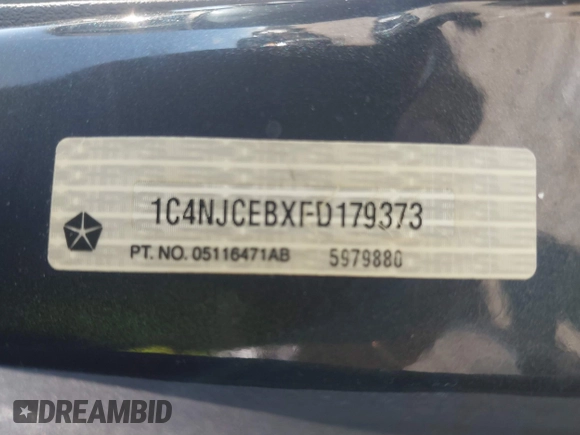 1C4NJCEBXFD179373
PT. NO. 05116471AB 5979880
DREAMBID